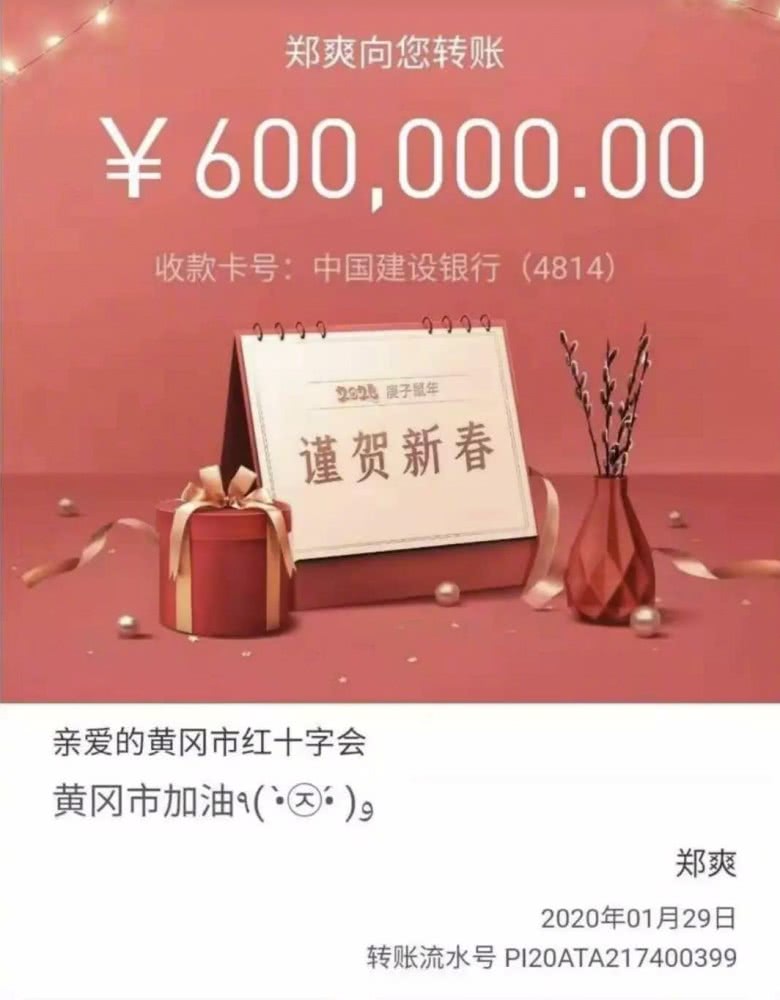 郑爽向您转账
￥600,000.00
收款卡号：中国建设银行（4814）
2020 庚子鼠年
谨贺新春
亲爱的黄冈市红十字会
黄冈市加油٩(•̀㉨•́ )و
郑爽
2020年01月29日
转账流水号 PI20ATA217400399